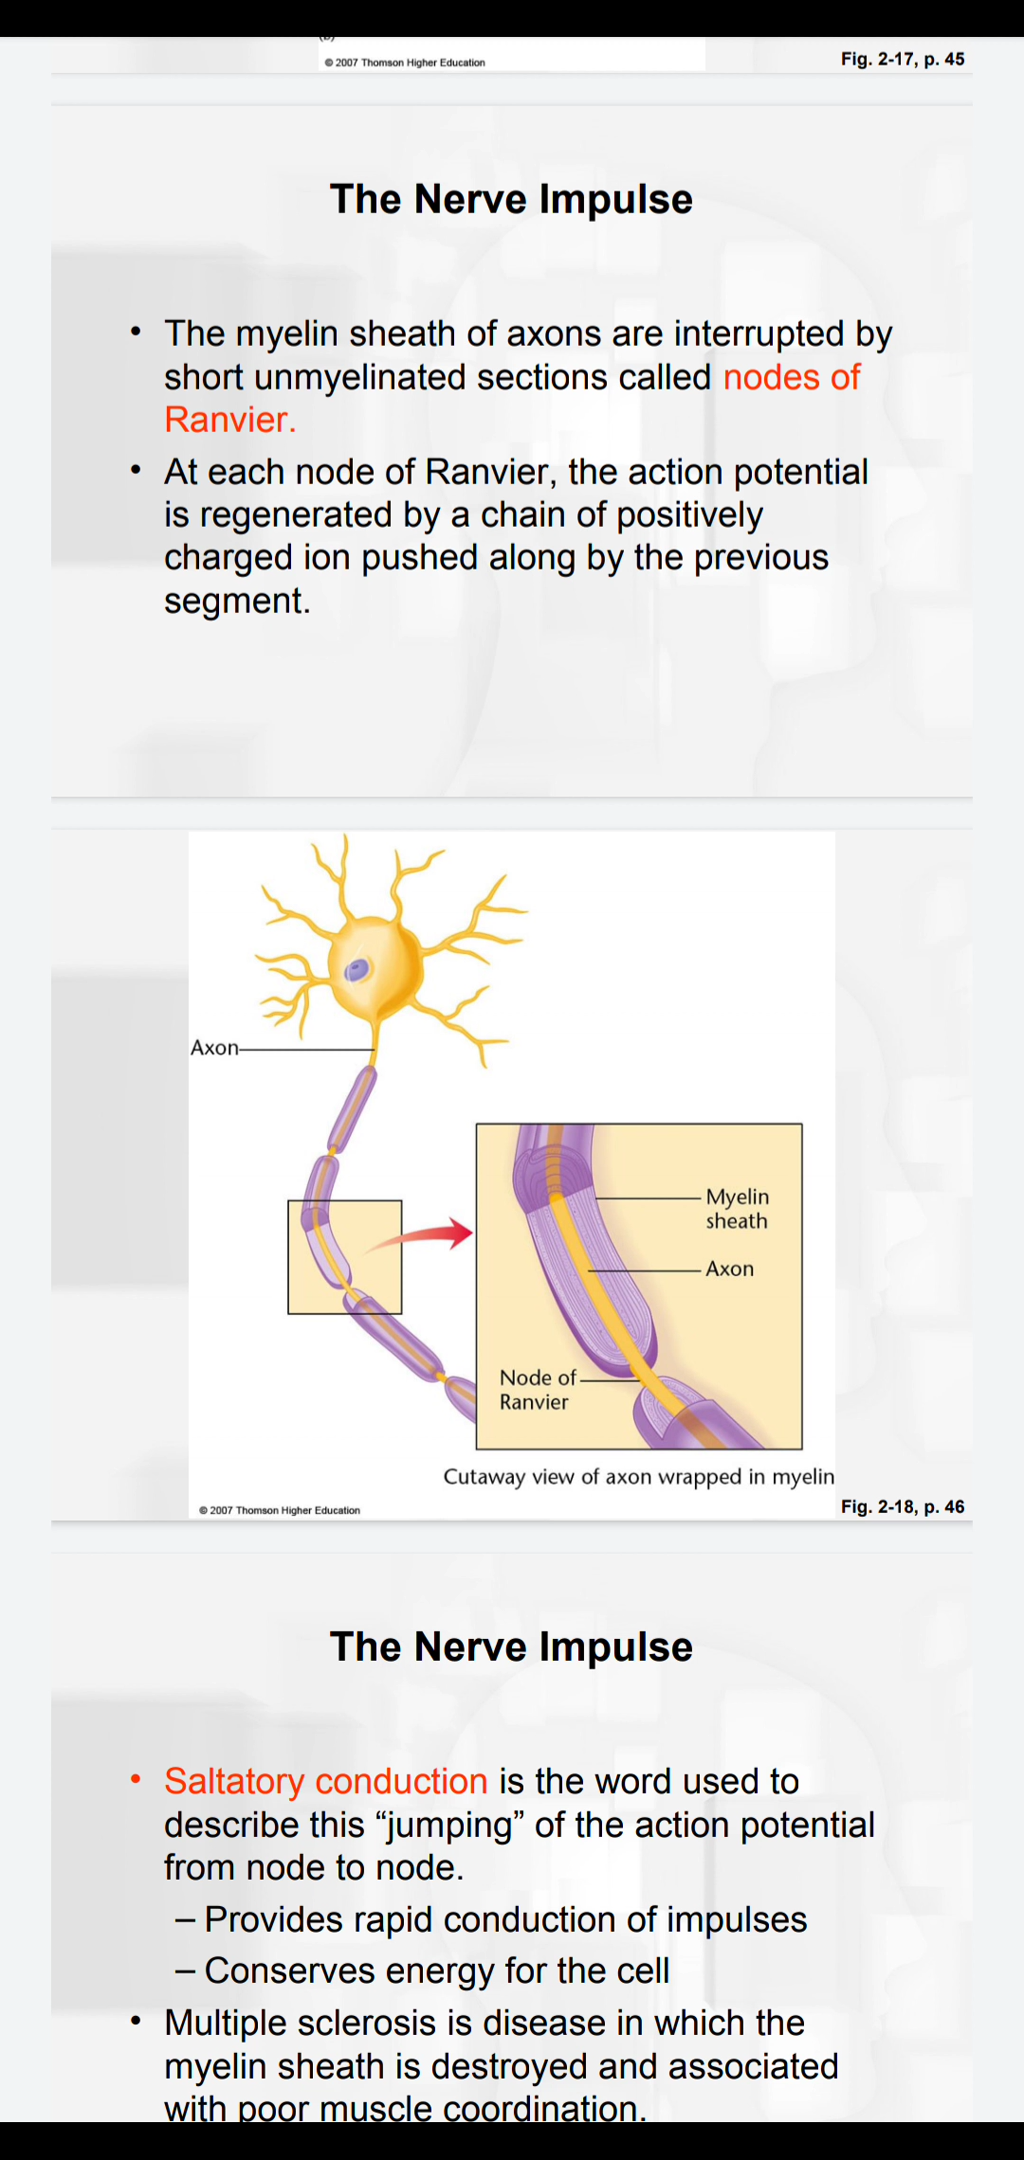 © 2007 Thomson Higher Education
Fig. 2-17, p. 45
The Nerve Impulse
• The myelin sheath of axons are interrupted by
short unmyelinated sections called nodes of
Ranvier.
• At each node of Ranvier, the action potential
is regenerated by a chain of positively
charged ion pushed along by the previous
segment.
Axon
Myelin
sheath
Axon
Node of
Ranvier
Cutaway view of axon wrapped in myelin
© 2007 Thomson Higher Education
Fig. 2-18, p. 46
The Nerve Impulse
• Saltatory conduction is the word used to
describe this “jumping” of the action potential
from node to node.
– Provides rapid conduction of impulses
– Conserves energy for the cell
• Multiple sclerosis is disease in which the
myelin sheath is destroyed and associated
with poor muscle coordination.